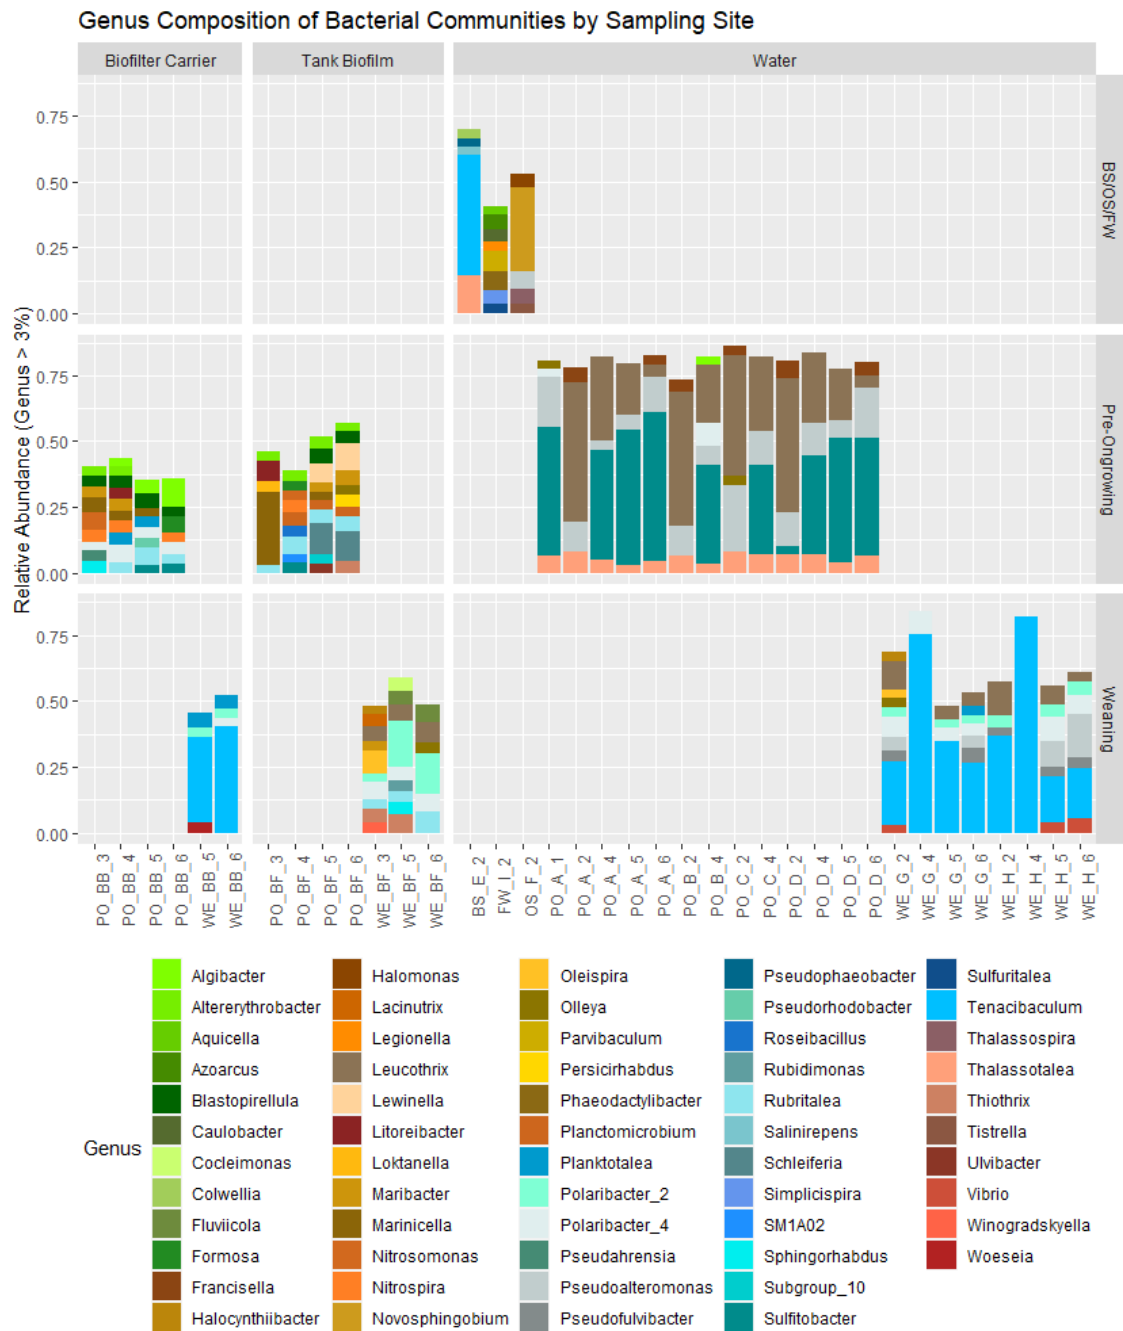 Genus Composition of Bacterial Communities by Sampling Site
Biofilter Carrier
Tank Biofilm
Water
Relative Abundance (Genus > 3%)
0.75
0.50
0.25
0.00
BS/OS/FW
0.75
0.50
0.25
0.00
Pre-Ongrowing
0.75
0.50
0.25
0.00
Weaning
PO_BB_3
PO_BB_4
PO_BB_5
PO_BB_6
WE_BB_5
WE_BB_6
PO_BF_3
PO_BF_4
PO_BF_5
PO_BF_6
WE_BF_3
WE_BF_5
WE_BF_6
BS_E_2
FW_I_2
OS_F_2
PO_A_1
PO_A_2
PO_A_4
PO_A_5
PO_A_6
PO_B_2
PO_B_4
PO_C_2
PO_C_4
PO_D_2
PO_D_4
PO_D_5
PO_D_6
WE_G_2
WE_G_4
WE_G_5
WE_G_6
WE_H_2
WE_H_4
WE_H_5
WE_H_6
Genus
Algibacter
Altererythrobacter
Aquicella
Azoarcus
Blastopirellula
Caulobacter
Cocleimonas
Colwellia
Fluviicola
Formosa
Francisella
Halocynthiibacter
Halomonas
Lacinutrix
Legionella
Leucothrix
Lewinella
Litoreibacter
Loktanella
Maribacter
Marinicella
Nitrosomonas
Nitrospira
Novosphingobium
Oleispira
Olleya
Parvibaculum
Persicirhabdus
Phaeodactylibacter
Planctomicrobium
Planktotalea
Polaribacter_2
Polaribacter_4
Pseudahrensia
Pseudoalteromonas
Pseudofulvibacter
Pseudophaeobacter
Pseudorhodobacter
Roseibacillus
Rubidimonas
Rubritalea
Salinirepens
Schleiferia
Simplicispira
SM1A02
Sphingorhabdus
Subgroup_10
Sulfitobacter
Sulfuritalea
Tenacibaculum
Thalassospira
Thalassotalea
Thiothrix
Tistrella
Ulvibacter
Vibrio
Winogradskyella
Woeseia